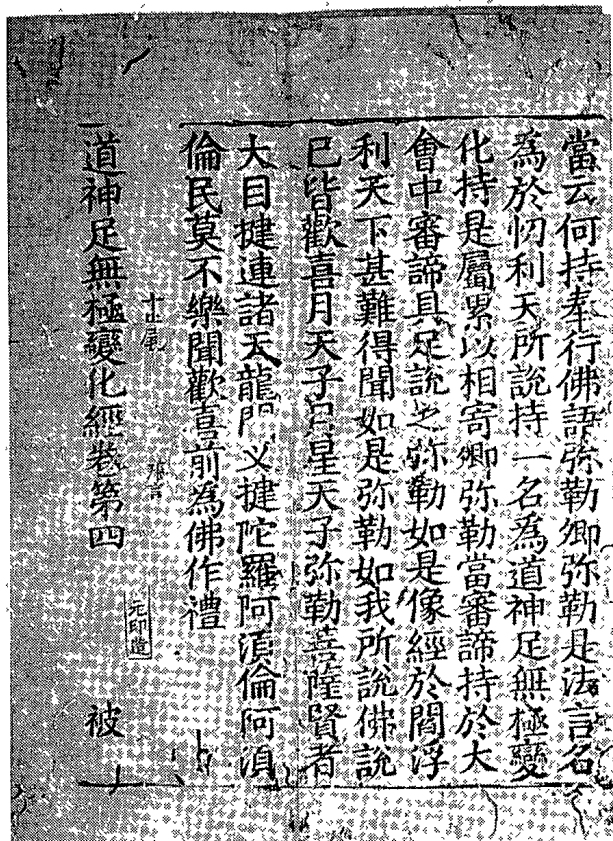 當云何持奉行佛語弥勒卿弥勒是法言名
為於忉利天所說持一名為道神足無極變
化持是屬累以相寄卿弥勒當審諦持於大
會中審諦具足說之弥勒如是像經於閻浮
利天下甚難得聞如是弥勒如我所說佛說
已皆歡喜月天子星天子弥勒菩薩賢者
大目揵連諸天龍閱叉揵陀羅阿須倫阿須
倫民莫不樂聞歡喜前為佛作禮
道神足無極變化經卷第四 被
元印造